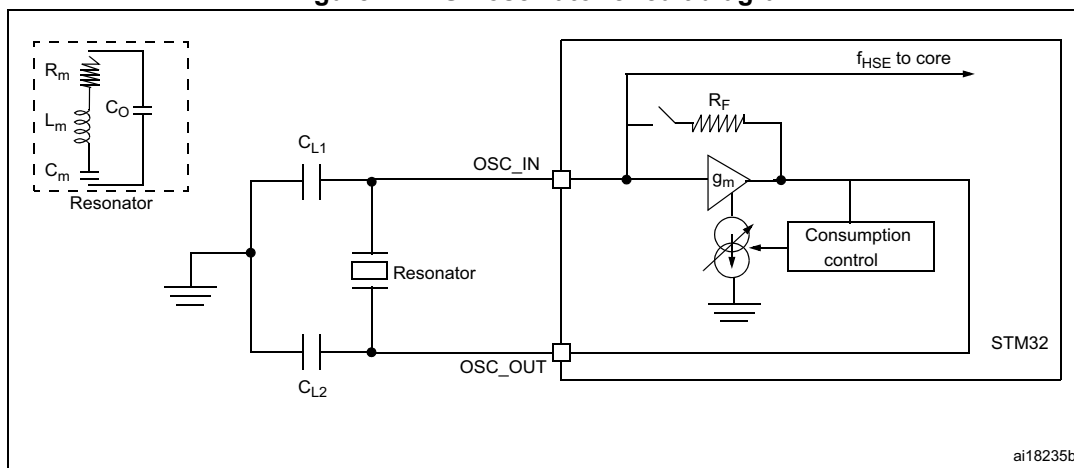 f_HSE to core
R_m
R_F
C_O
L_m
C_L1
OSC_IN
C_m
g_m
Resonator
Consumption
control
Resonator
STM32
OSC_OUT
C_L2
ai18235b